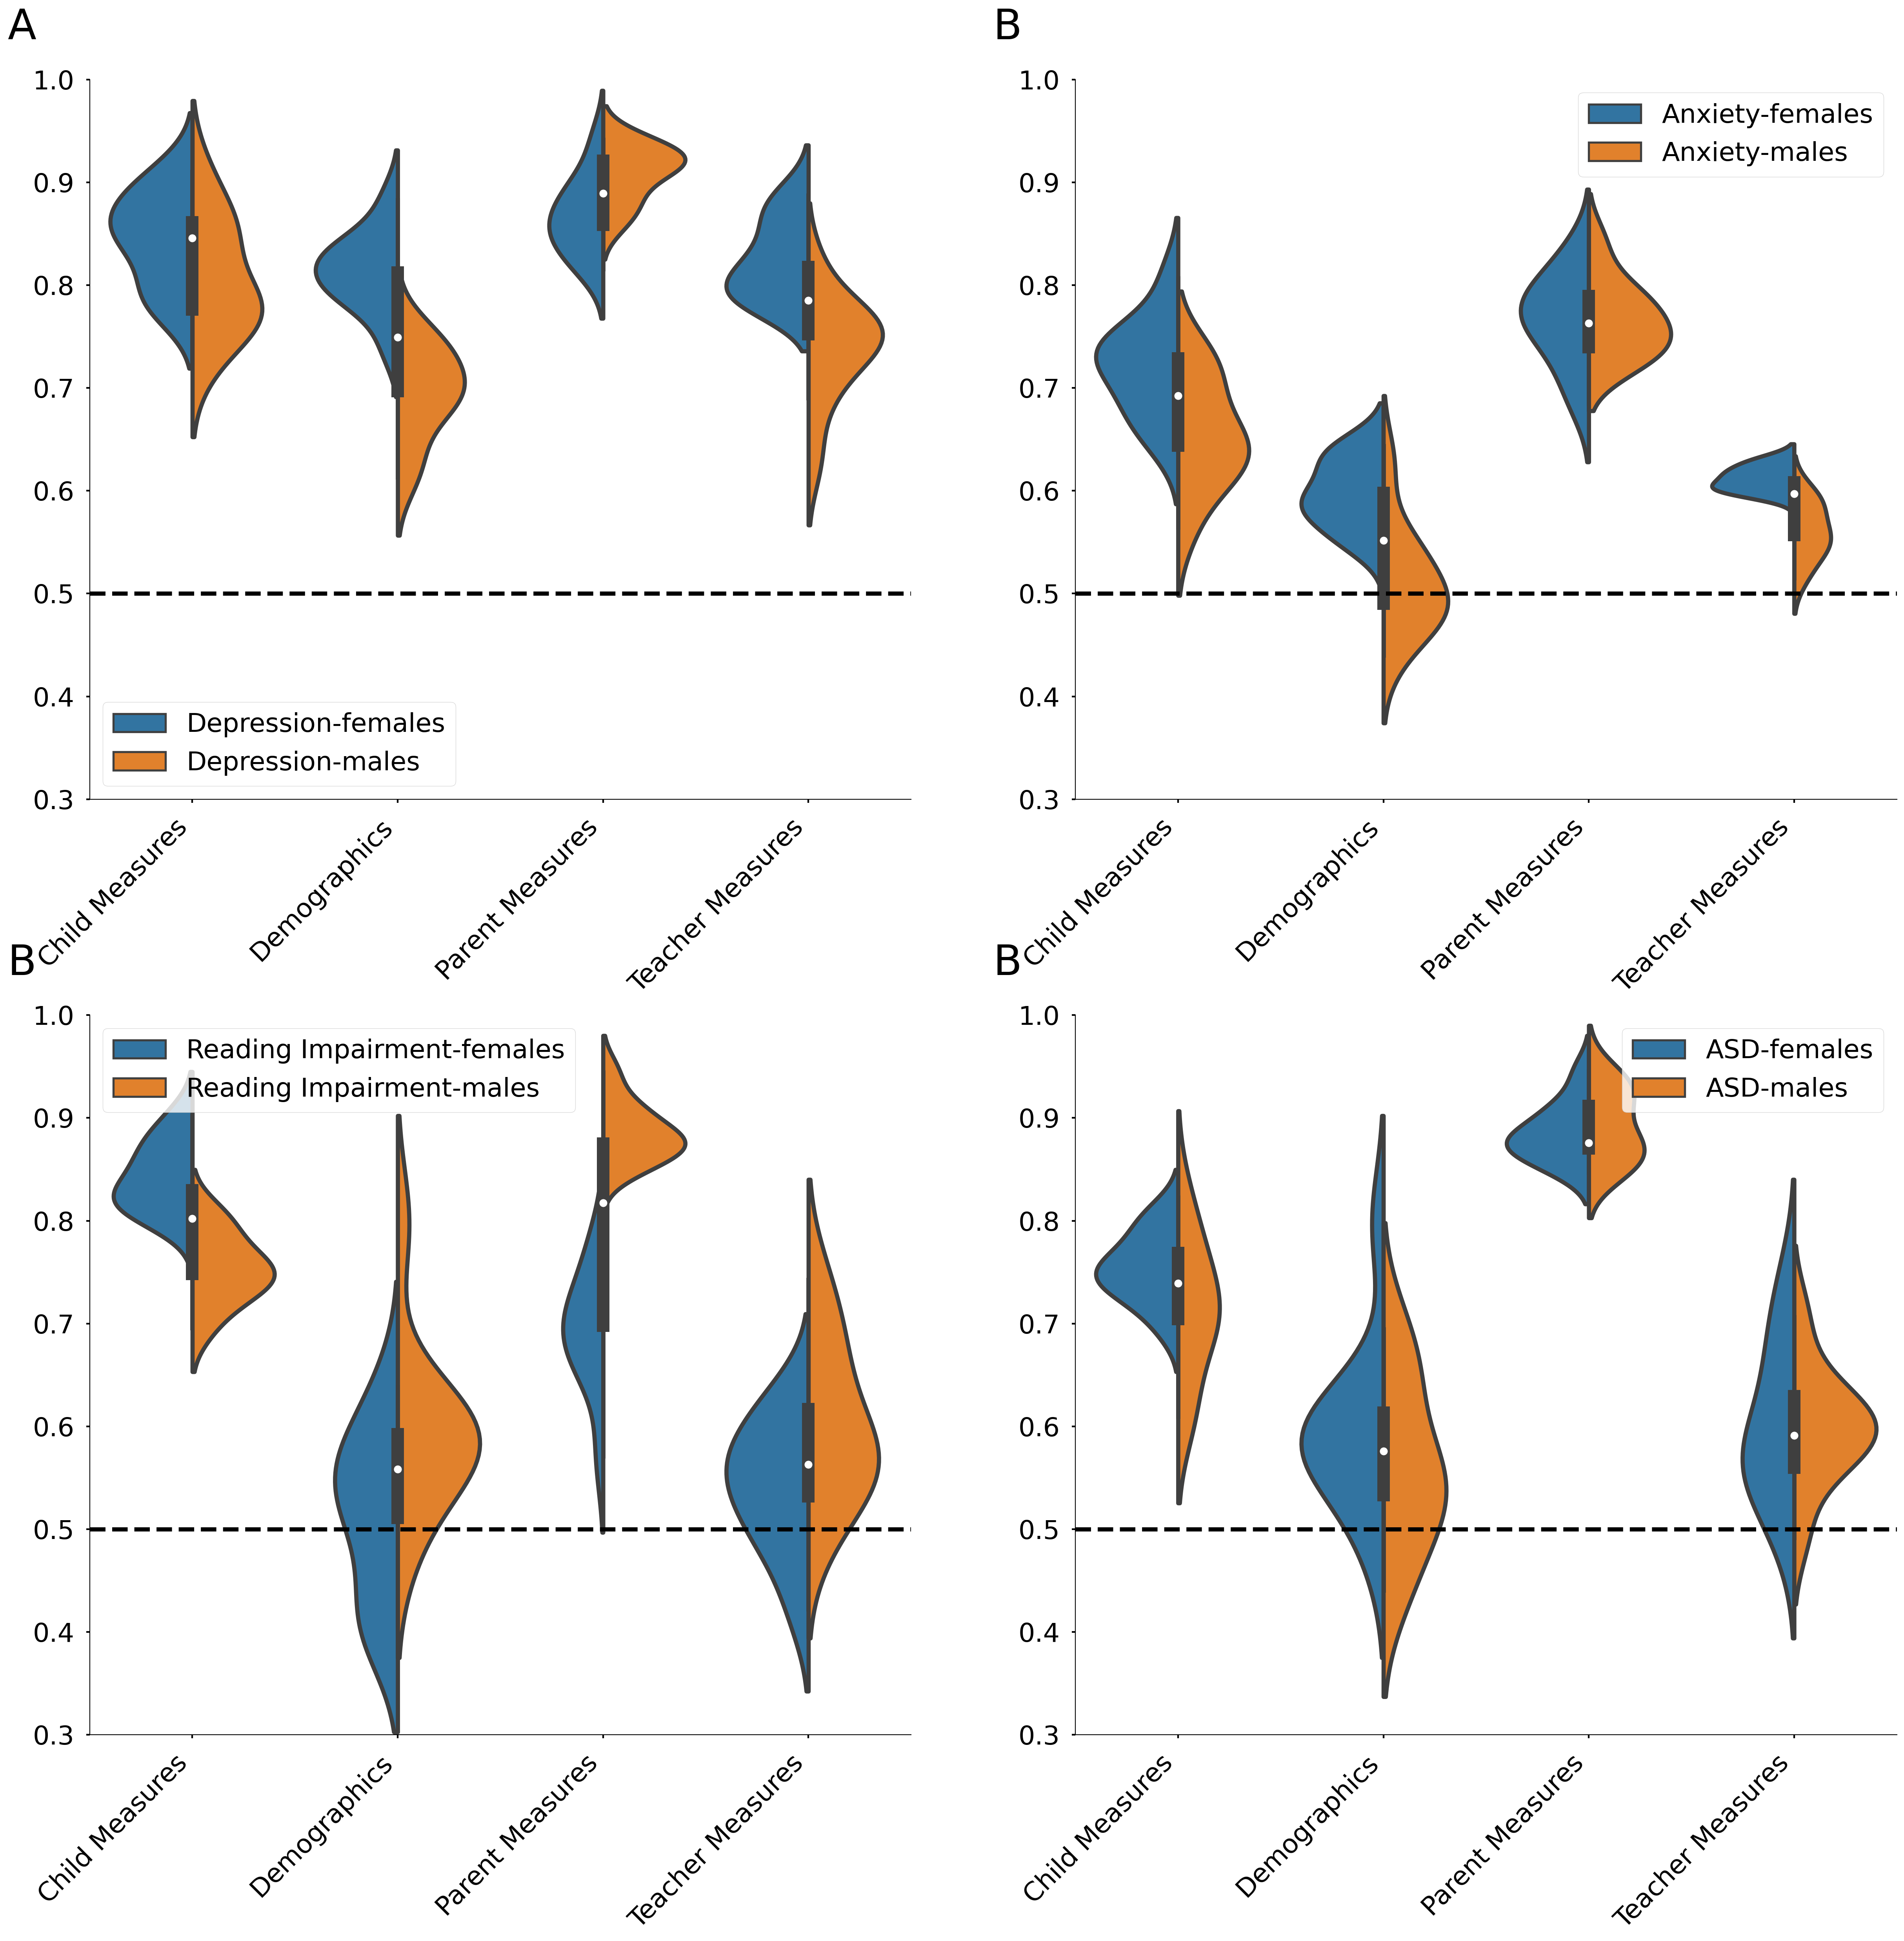 A
1.0
0.9
0.8
0.7
0.6
0.5
0.4
0.3
Depression-females
Depression-males
Child Measures
Demographics
Parent Measures
Teacher Measures
B
1.0
0.9
0.8
0.7
0.6
0.5
0.4
0.3
Anxiety-females
Anxiety-males
Child Measures
Demographics
Parent Measures
Teacher Measures
B
1.0
0.9
0.8
0.7
0.6
0.5
0.4
0.3
Reading Impairment-females
Reading Impairment-males
Child Measures
Demographics
Parent Measures
Teacher Measures
B
1.0
0.9
0.8
0.7
0.6
0.5
0.4
0.3
ASD-females
ASD-males
Child Measures
Demographics
Parent Measures
Teacher Measures